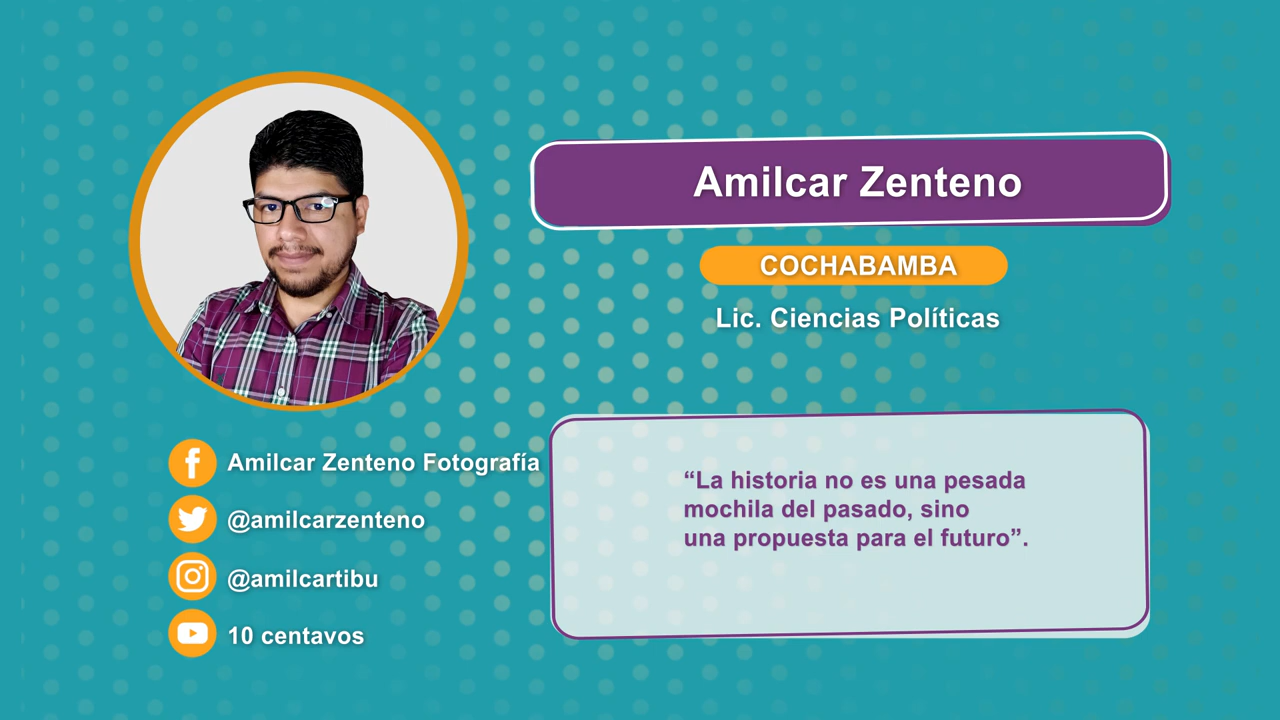 Amilcar Zenteno
COCHABAMBA
Lic. Ciencias Políticas
Amilcar Zenteno Fotografía
@amilcarzenteno
@amilcartibu
10 centavos
“La historia no es una pesada
mochila del pasado, sino
una propuesta para el futuro”.